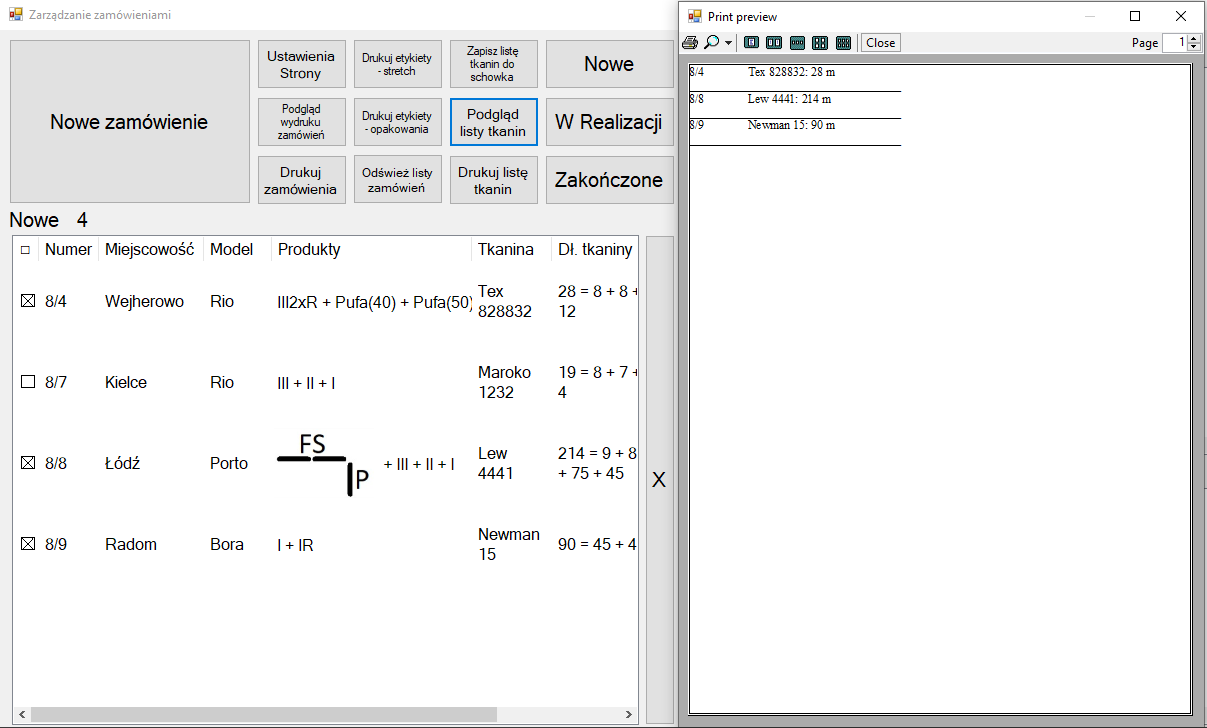 Zarządzanie zamówieniami
Nowe zamówienie
Ustawienia
Strony
Drukuj etykiety
- stretch
Zapisz listę
tkanin do
schowka
Nowe
Podgląd
wydruku
zamówień
Drukuj etykiety
- opakowania
Podgląd
listy tkanin
W Realizacji
Drukuj
zamówienia
Odśwież listy
zamówień
Drukuj listę
tkanin
Zakończone
Nowe 4
Numer Miejscowość Model Produkty Tkanina Dł. tkaniny
8/4 Wejherowo Rio III2xR + Pufa(40) + Pufa(50) Tex 28 = 8 + 8 +
828832 12
8/7 Kielce Rio III + II + I Maroko 19 = 8 + 7 +
1232 4
FS
8/8 Łódź Porto P + III + II + I Lew 214 = 9 + 8
4441 + 75 + 45
8/9 Radom Bora I + IR Newman 90 = 45 + 4
15
X
Print preview
Close Page 1
8/4 Tex 828832: 28 m
8/8 Lew 4441: 214 m
8/9 Newman 15: 90 m